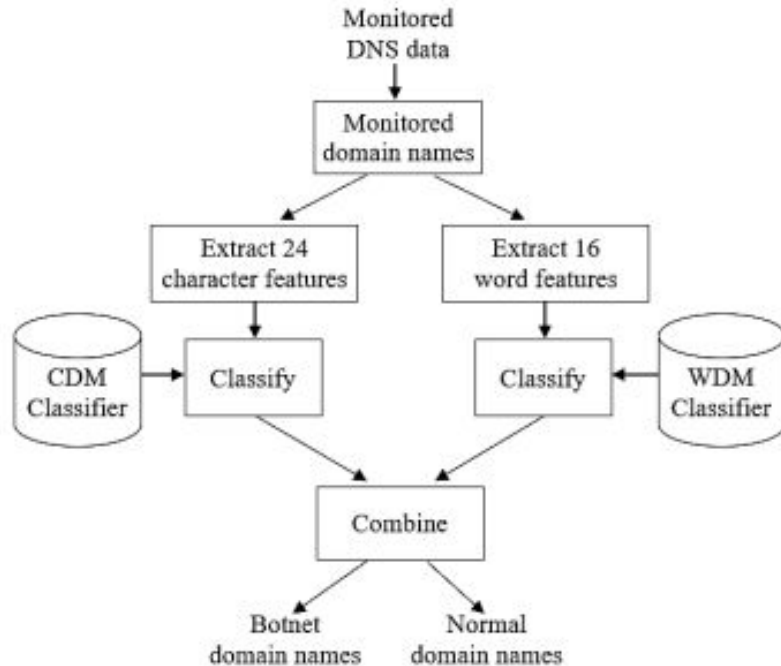 Monitored
DNS data
Monitored
domain names
Extract 24
character features
Extract 16
word features
CDM
Classifier
Classify
Classify
WDM
Classifier
Combine
Botnet
domain names
Normal
domain names